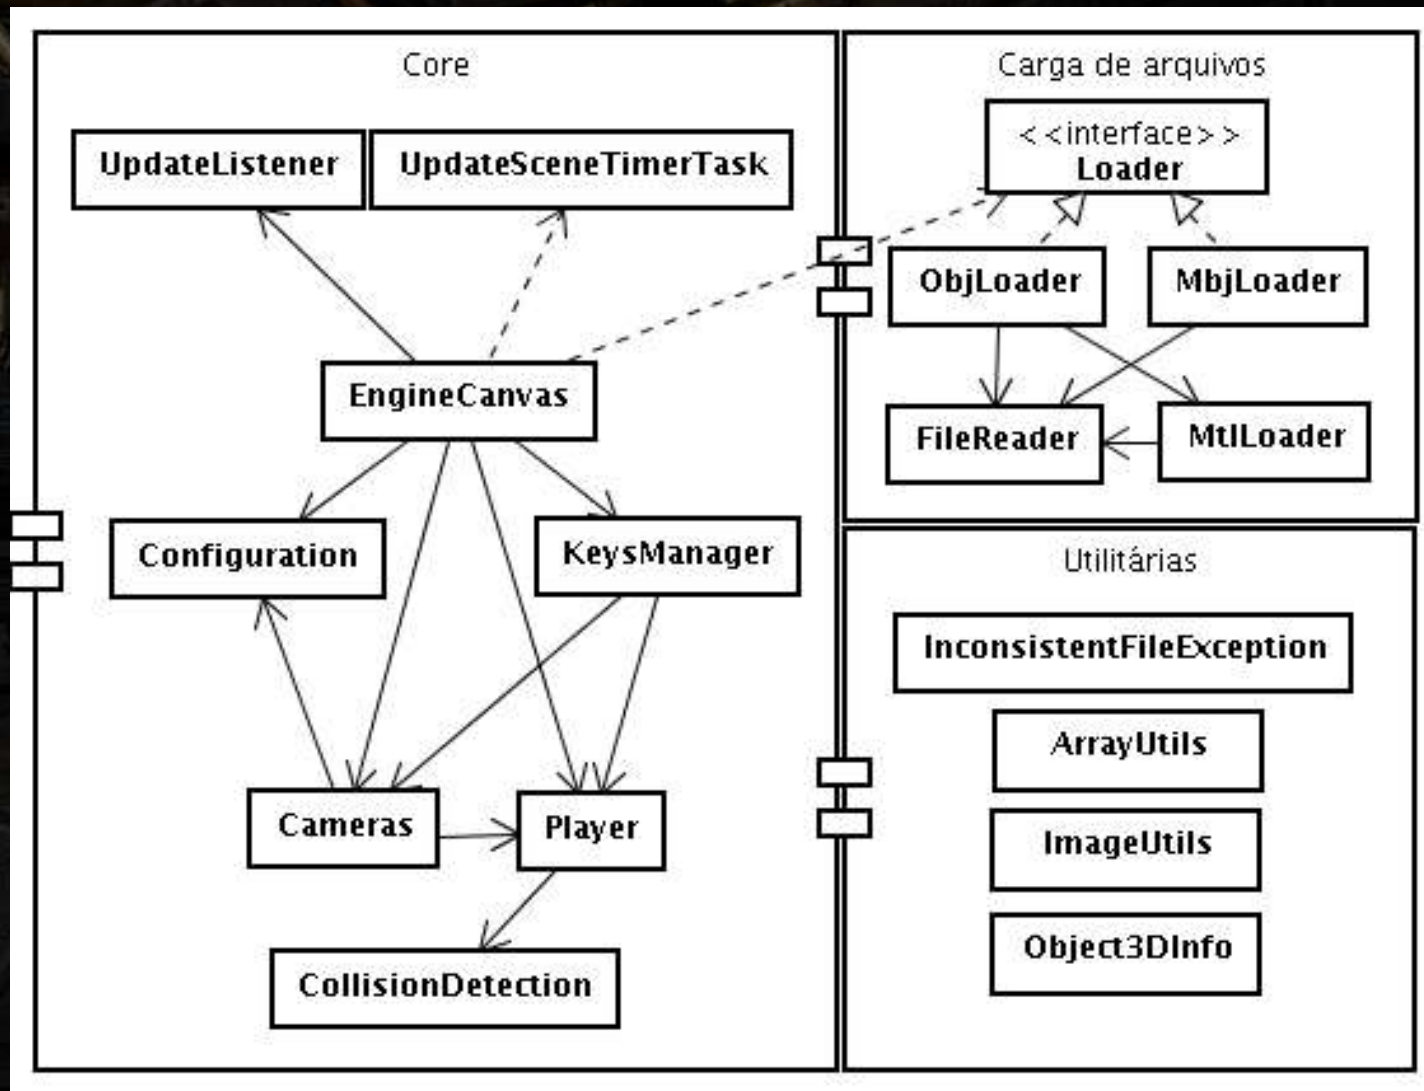 Core
UpdateListener
UpdateSceneTimerTask
EngineCanvas
Configuration
KeysManager
Cameras
Player
CollisionDetection
Carga de arquivos
<<interface>>
Loader
ObjLoader
MbjLoader
FileReader
MtlLoader
Utilitárias
InconsistentFileException
ArrayUtils
ImageUtils
Object3DInfo